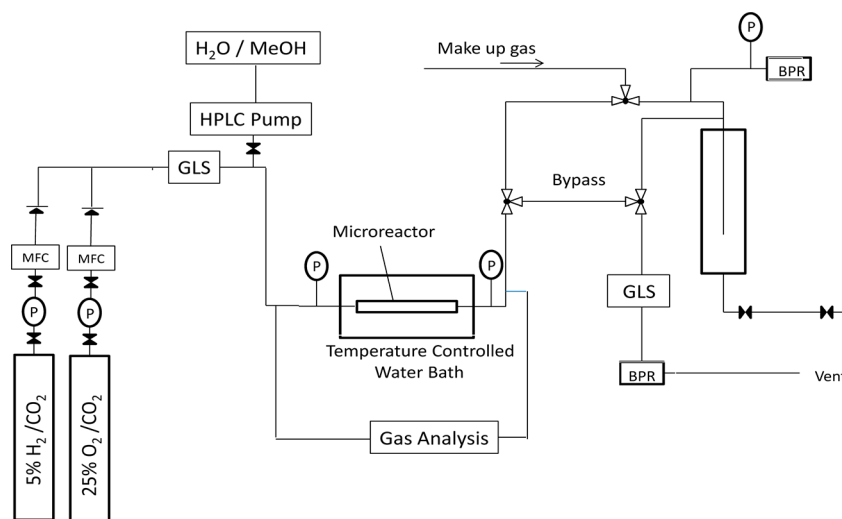 H₂O / MeOH
HPLC Pump
GLS
MFC
MFC
P
P
5% H₂ /CO₂
25% O₂ /CO₂
P
Microreactor
P
Temperature Controlled
Water Bath
Gas Analysis
Make up gas
P
BPR
Bypass
GLS
BPR
Vent